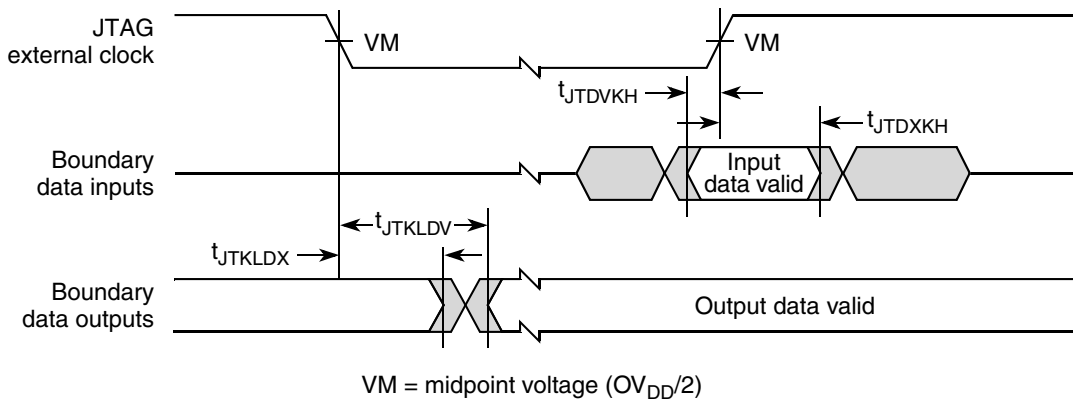 JTAG
external clock
VM
VM
tJTDVKH
tJTDXKH
Boundary
data inputs
Input
data valid
tJTKLDV
tJTKLDX
Boundary
data outputs
Output data valid
VM = midpoint voltage (OVDD/2)